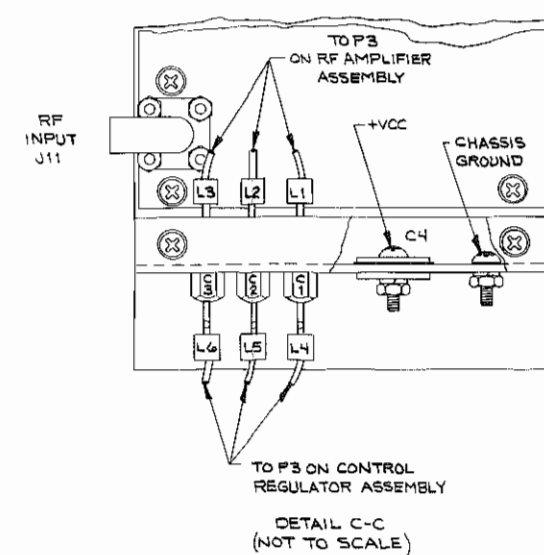 TO P3
ON RF AMPLIFIER
ASSEMBLY
RF
INPUT
J11
+VCC
CHASSIS
GROUND
L3
L2
L1
C4
C3
C2
C1
L6
L5
L4
TO P3 ON CONTROL
REGULATOR ASSEMBLY
DETAIL C-C
(NOT TO SCALE)